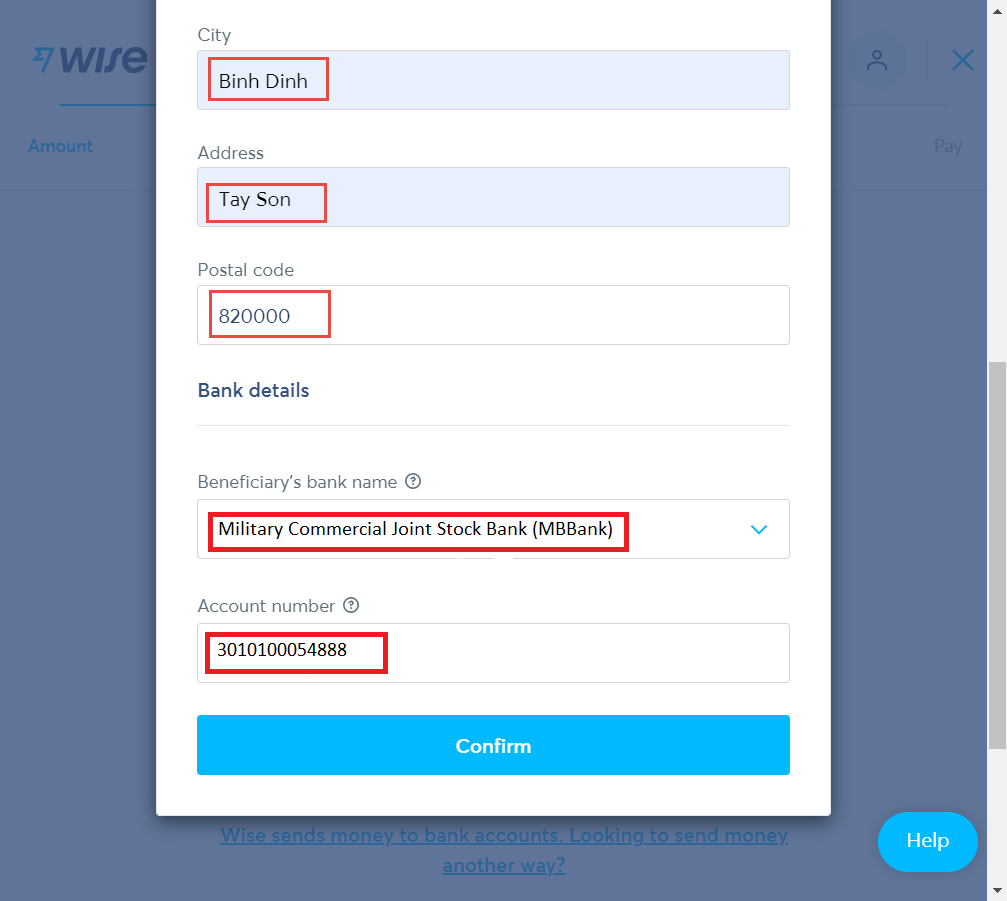 City
Binh Dinh
wise
Address
Amount
Pay
Tay Son
Postal code
820000
Bank details
Beneficiary's bank name
Military Commercial Joint Stock Bank (MBBank)
Account number
3010100054888
Confirm
Wise sends money to bank accounts. Looking to send money
another way?
Help